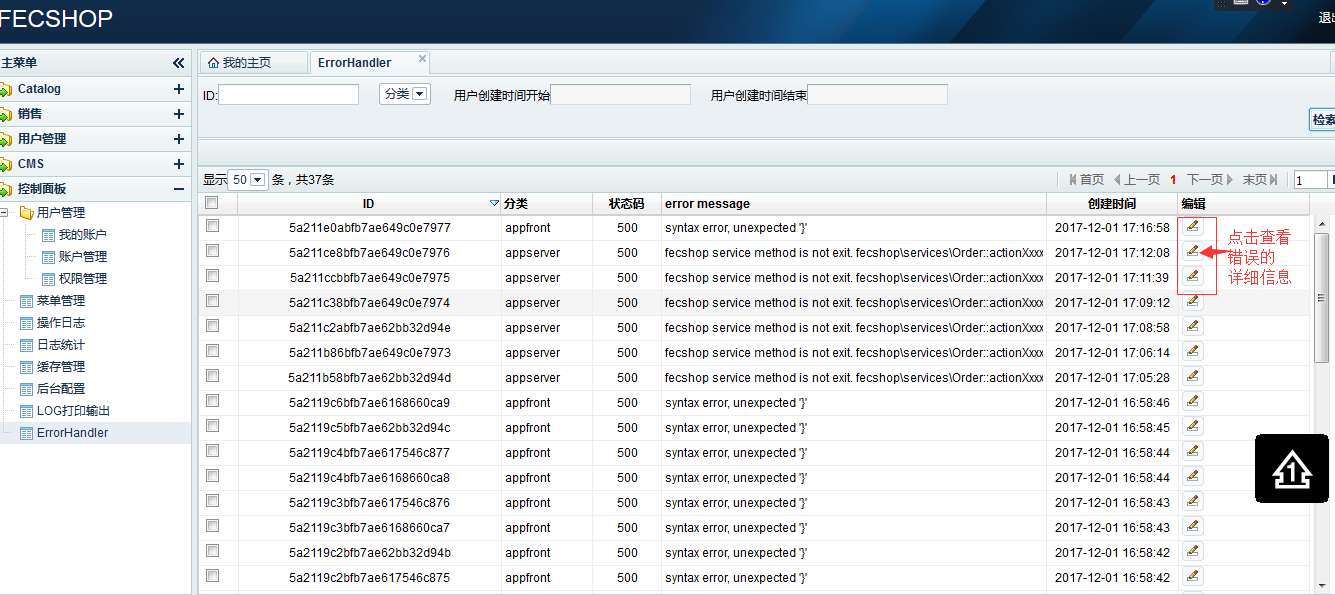 FECSHOP
退出
主菜单
我的主页 ErrorHandler
Catalog
销售
用户管理
CMS
控制面板
用户管理
我的账户
账户管理
权限管理
菜单管理
操作日志
日志统计
缓存管理
后台配置
LOG打印输出
ErrorHandler
ID: 分类 用户创建时间开始 用户创建时间结束
检索
显示 50 条，共37条 首页 上一页 1 下一页 末页 1
ID 分类 状态码 error message 创建时间 编辑
5a211e0abfb7ae649c0e7977 appfront 500 syntax error, unexpected '}' 2017-12-01 17:16:58
5a211ce8bfb7ae649c0e7976 appserver 500 fecshop service method is not exit. fecshop\services\Order::actionXxxx 2017-12-01 17:12:08
5a211ccbbfb7ae649c0e7975 appserver 500 fecshop service method is not exit. fecshop\services\Order::actionXxxx 2017-12-01 17:11:39
5a211c38bfb7ae649c0e7974 appserver 500 fecshop service method is not exit. fecshop\services\Order::actionXxxx 2017-12-01 17:09:12
5a211c2abfb7ae62bb32d94e appserver 500 fecshop service method is not exit. fecshop\services\Order::actionXxxx 2017-12-01 17:08:58
5a211b86bfb7ae649c0e7973 appserver 500 fecshop service method is not exit. fecshop\services\Order::actionXxxx 2017-12-01 17:06:14
5a211b58bfb7ae62bb32d94d appserver 500 fecshop service method is not exit. fecshop\services\Order::actionXxxx 2017-12-01 17:05:28
5a2119c6bfb7ae6168660ca9 appfront 500 syntax error, unexpected '}' 2017-12-01 16:58:46
5a2119c5bfb7ae62bb32d94c appfront 500 syntax error, unexpected '}' 2017-12-01 16:58:45
5a2119c4bfb7ae617546c877 appfront 500 syntax error, unexpected '}' 2017-12-01 16:58:44
5a2119c4bfb7ae6168660ca8 appfront 500 syntax error, unexpected '}' 2017-12-01 16:58:44
5a2119c3bfb7ae617546c876 appfront 500 syntax error, unexpected '}' 2017-12-01 16:58:43
5a2119c3bfb7ae6168660ca7 appfront 500 syntax error, unexpected '}' 2017-12-01 16:58:43
5a2119c2bfb7ae62bb32d94b appfront 500 syntax error, unexpected '}' 2017-12-01 16:58:42
5a2119c2bfb7ae617546c875 appfront 500 syntax error, unexpected '}' 2017-12-01 16:58:42
点击查看
错误的
详细信息
1